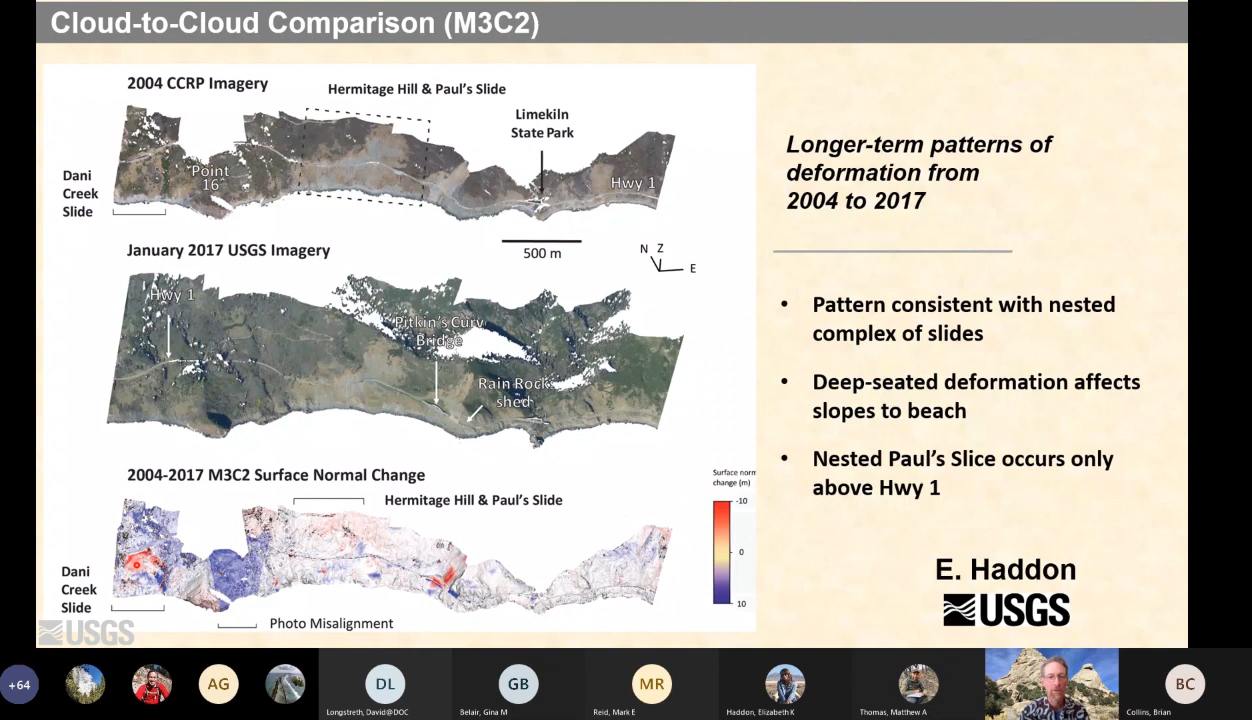 Cloud-to-Cloud Comparison (M3C2)
2004 CCRP Imagery
Hermitage Hill & Paul's Slide
Limekiln
State Park
Dani
Creek
Slide
Point
16
Hwy 1
500 m
N Z
E
January 2017 USGS Imagery
Hwy 1
Pitkin's Curv
Bridge
Rain Rock
shed
2004-2017 M3C2 Surface Normal Change
Hermitage Hill & Paul's Slide
Surface norm
change (m)
-10
0
10
Dani
Creek
Slide
Photo Misalignment
USGS
Longer-term patterns of
deformation from
2004 to 2017
• Pattern consistent with nested
complex of slides
• Deep-seated deformation affects
slopes to beach
• Nested Paul's Slice occurs only
above Hwy 1
E. Haddon
USGS
+64
AG
DL
Longstreth, David@DOC
GB
Belair, Gina M
MR
Reid, Mark E
Haddon, Elizabeth K
Thomas, Matthew A
BC
Collins, Brian